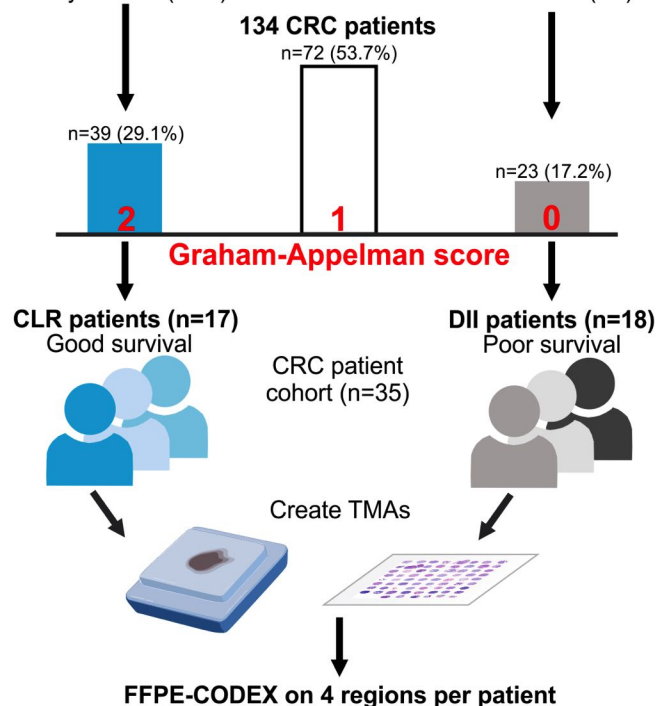 134 CRC patients
n=72 (53.7%)
n=39 (29.1%)
n=23 (17.2%)
2
1
0
Graham-Appelman score
CLR patients (n=17)
Good survival
DII patients (n=18)
Poor survival
CRC patient
cohort (n=35)
Create TMAs
FFPE-CODEX on 4 regions per patient